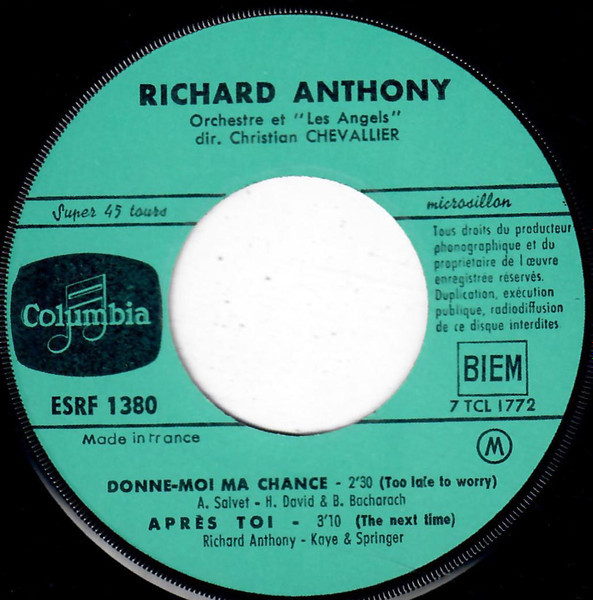 RICHARD ANTHONY
Orchestre et "Les Angels"
dir. Christian CHEVALLIER
Super 45 tours
microsillon
Tous droits du producteur
phonographique et du
propriétaire de l œuvre
enregistrée réservés.
Duplication, exécution
publique, radiodiffusion
de ce disque interdites
Columbia
BIEM
ESRF 1380
7 TCL 1772
Made in France
M
DONNE-MOI MA CHANCE - 2'30 (Too late to worry)
A. Salvet - H. David & B. Bacharach
APRÈS TOI - 3'10 (The next time)
Richard Anthony - Kaye & Springer